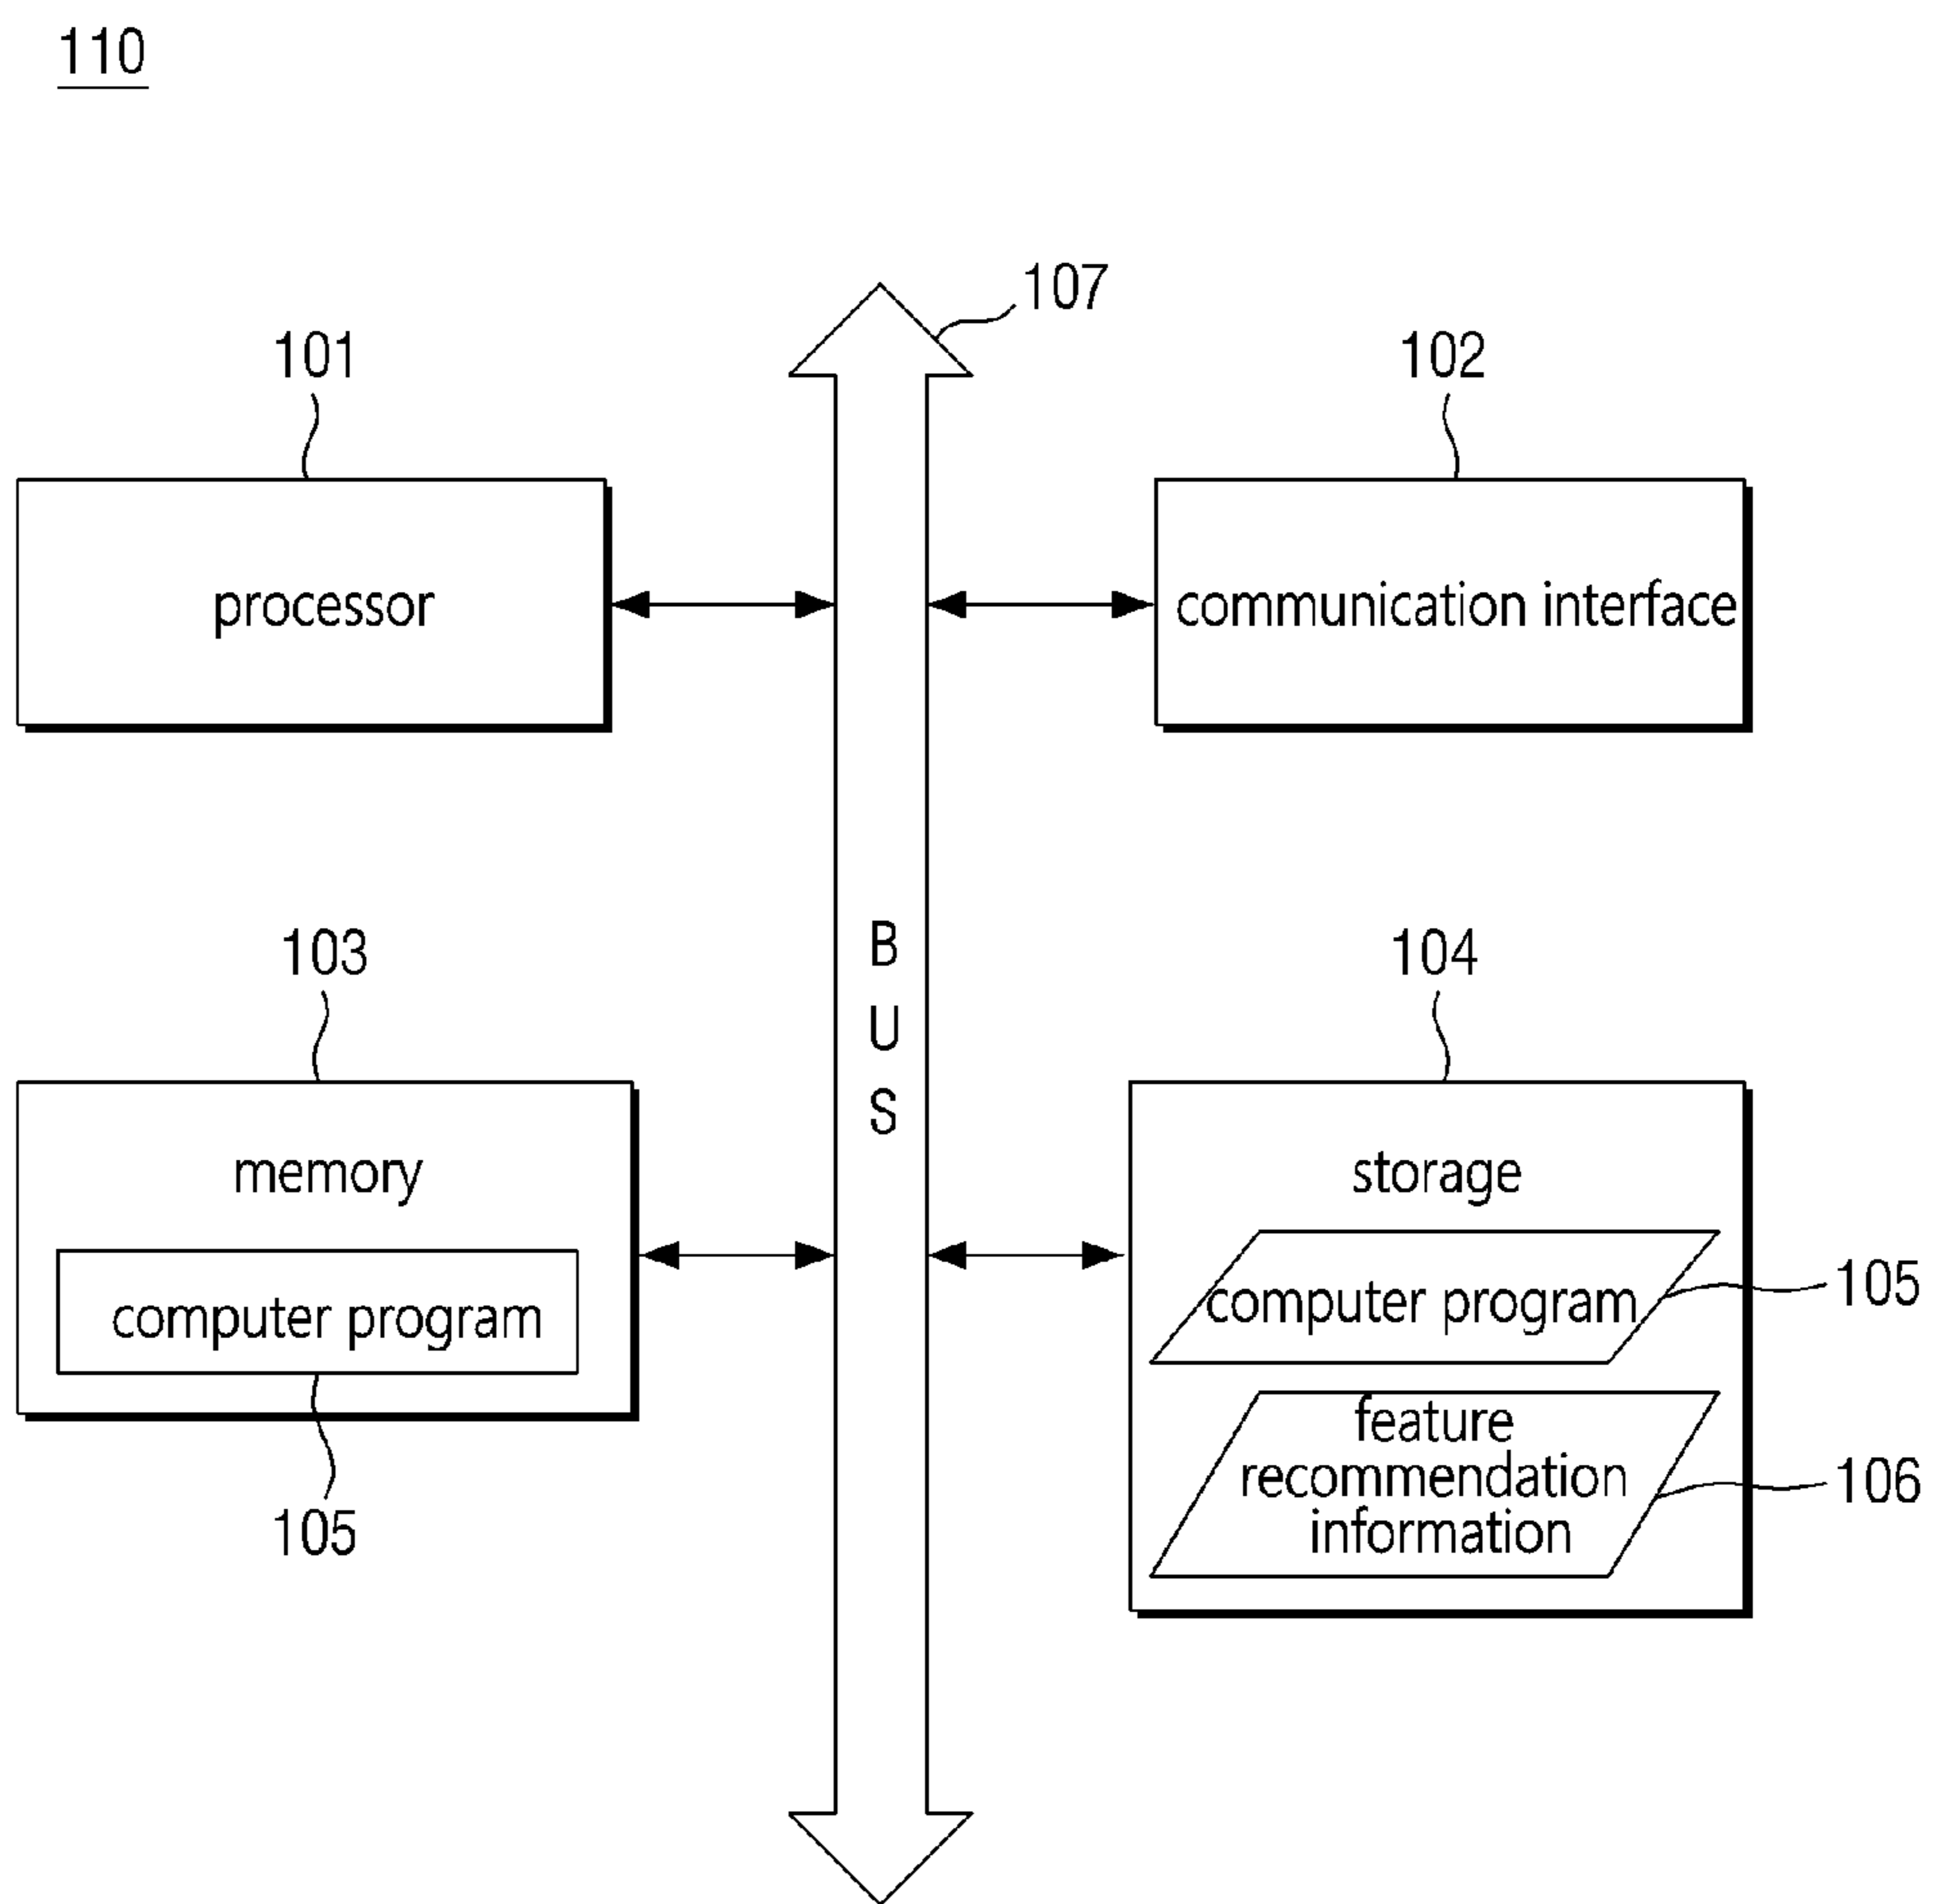 110
107
101
102
processor
communication interface
B
U
S
103
104
memory
storage
computer program
computer program
105
feature
recommendation
information
106
105